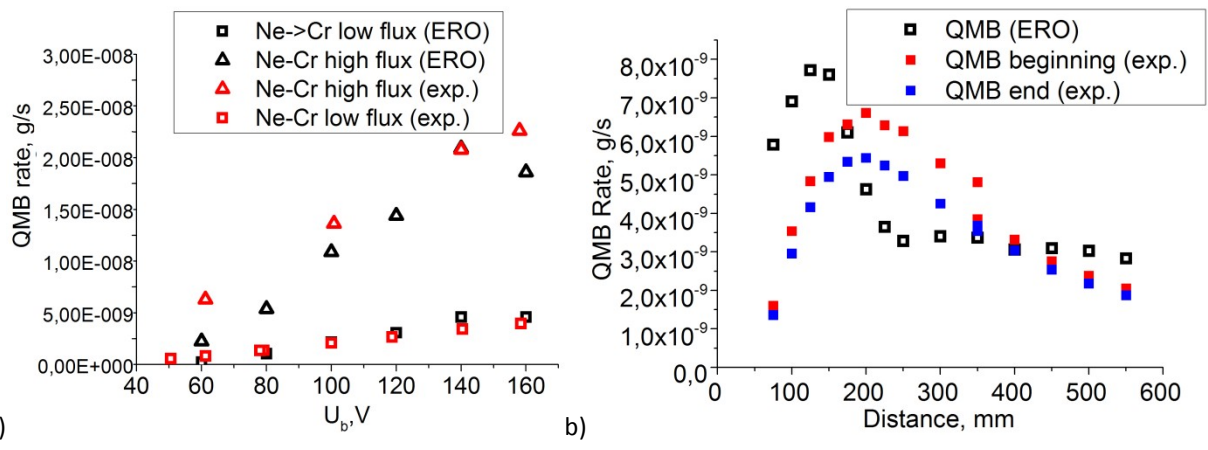 Ne->Cr low flux (ERO)
Ne-Cr high flux (ERO)
Ne-Cr high flux (exp.)
Ne-Cr low flux (exp.)
3,00E-008
2,50E-008
2,00E-008
1,50E-008
1,00E-008
5,00E-009
0,00E+000
QMB rate, g/s
40 60 80 100 120 140 160
U_b,V
)
QMB (ERO)
QMB beginning (exp.)
QMB end (exp.)
8,0x10⁻⁹
7,0x10⁻⁹
6,0x10⁻⁹
5,0x10⁻⁹
4,0x10⁻⁹
3,0x10⁻⁹
2,0x10⁻⁹
1,0x10⁻⁹
0,0
QMB Rate, g/s
0 100 200 300 400 500 600
Distance, mm
b)